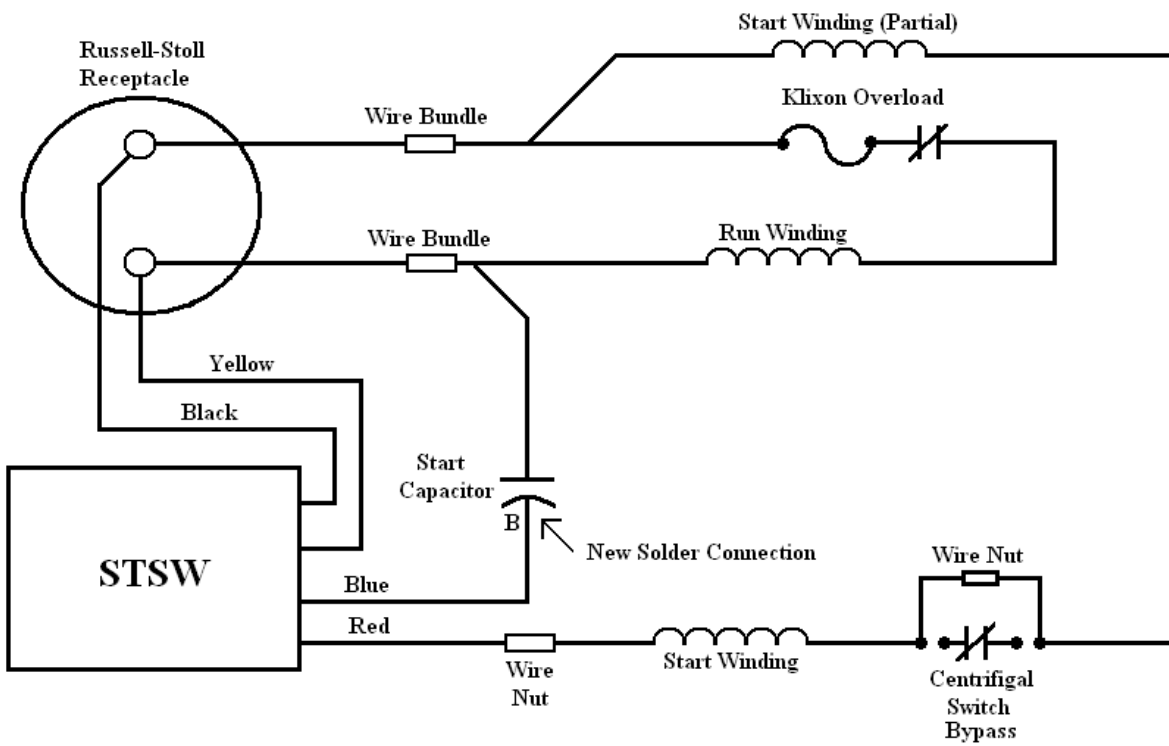 Start Winding (Partial)
Russell-Stoll
Receptacle
Klixon Overload
Wire Bundle
Run Winding
Wire Bundle
Yellow
Black
Start
Capacitor
B
New Solder Connection
STSW
Wire Nut
Blue
Red
Start Winding
Wire
Nut
Centrifigal
Switch
Bypass